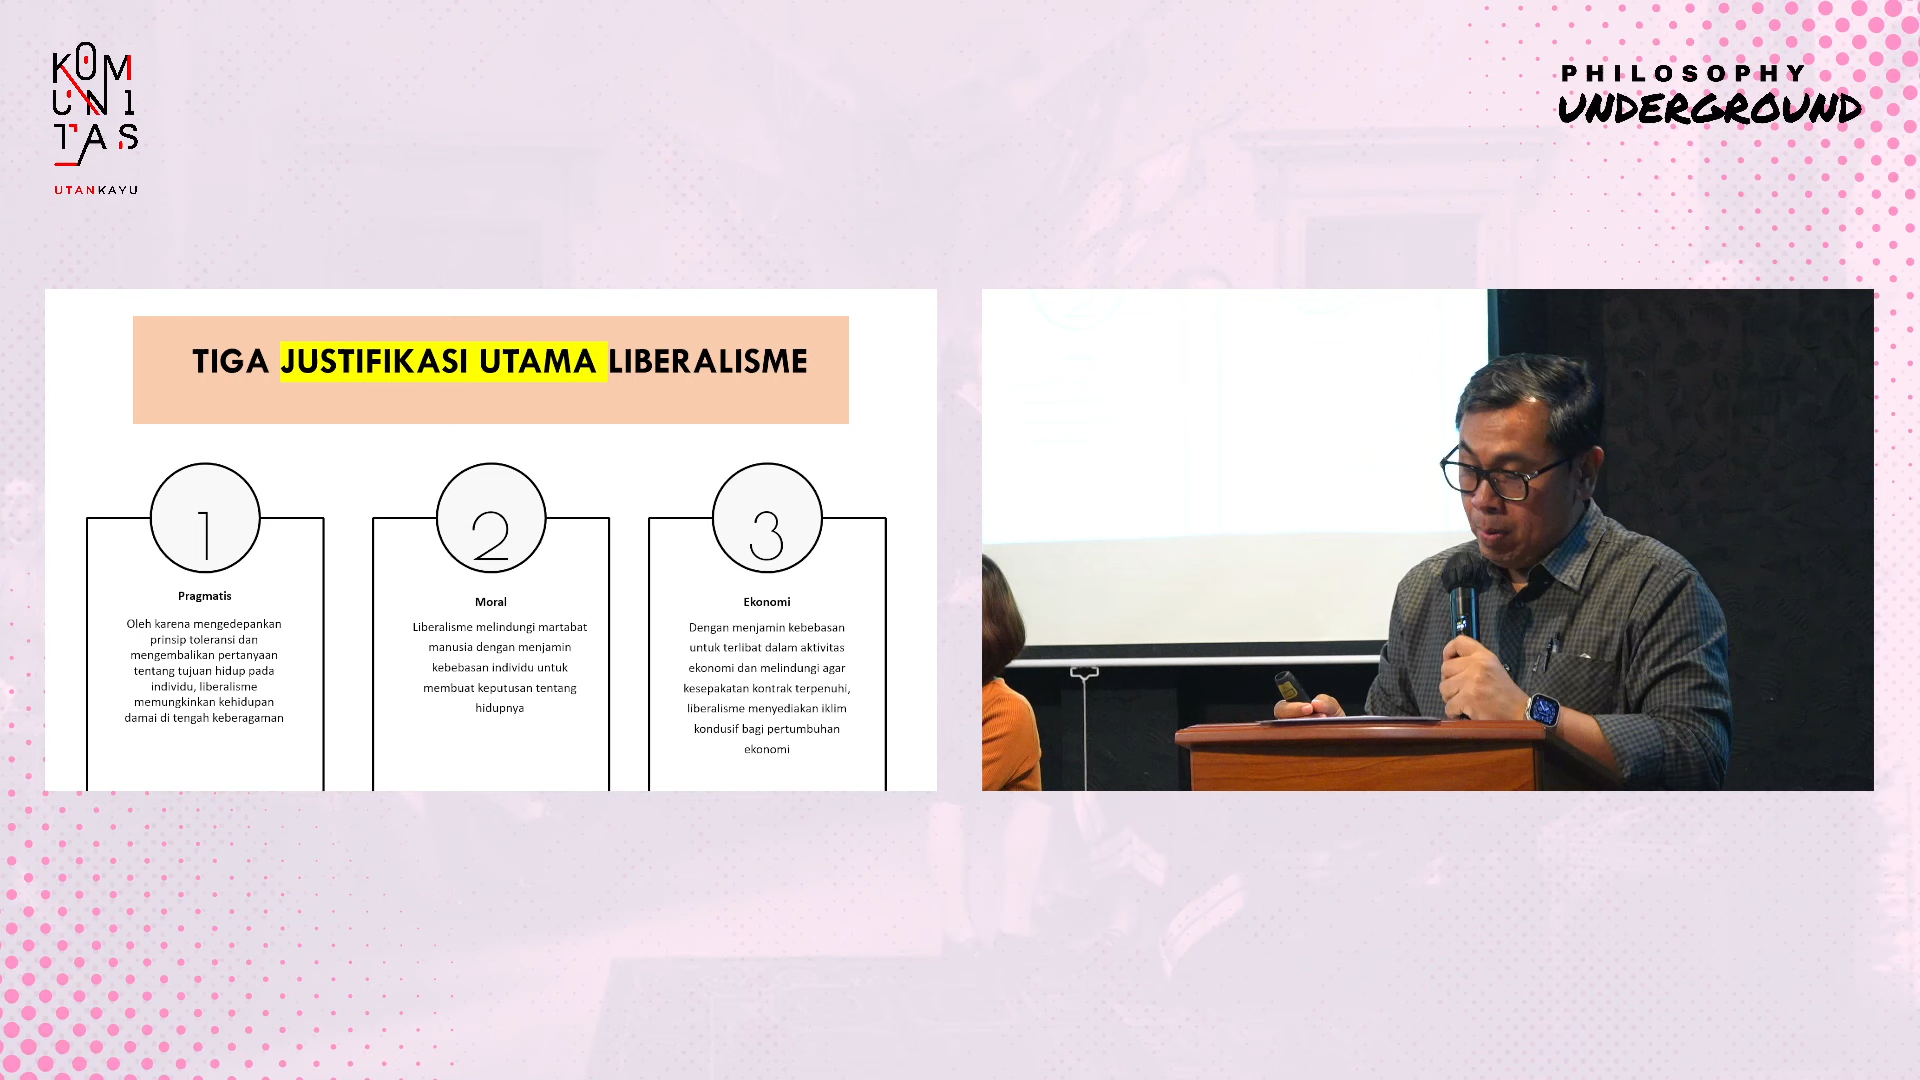 KOM
UNI
TAS
UTANKAYU
PHILOSOPHY
UNDERGROUND
TIGA JUSTIFIKASI UTAMA LIBERALISME
1
Pragmatis
Oleh karena mengedepankan
prinsip toleransi dan
mengembalikan pertanyaan
tentang tujuan hidup pada
individu, liberalisme
memungkinkan kehidupan
damai di tengah keberagaman
2
Moral
Liberalisme melindungi martabat
manusia dengan menjamin
kebebasan individu untuk
membuat keputusan tentang
hidupnya
3
Ekonomi
Dengan menjamin kebebasan
untuk terlibat dalam aktivitas
ekonomi dan melindungi agar
kesepakatan kontrak terpenuhi,
liberalisme menyediakan iklim
kondusif bagi pertumbuhan
ekonomi